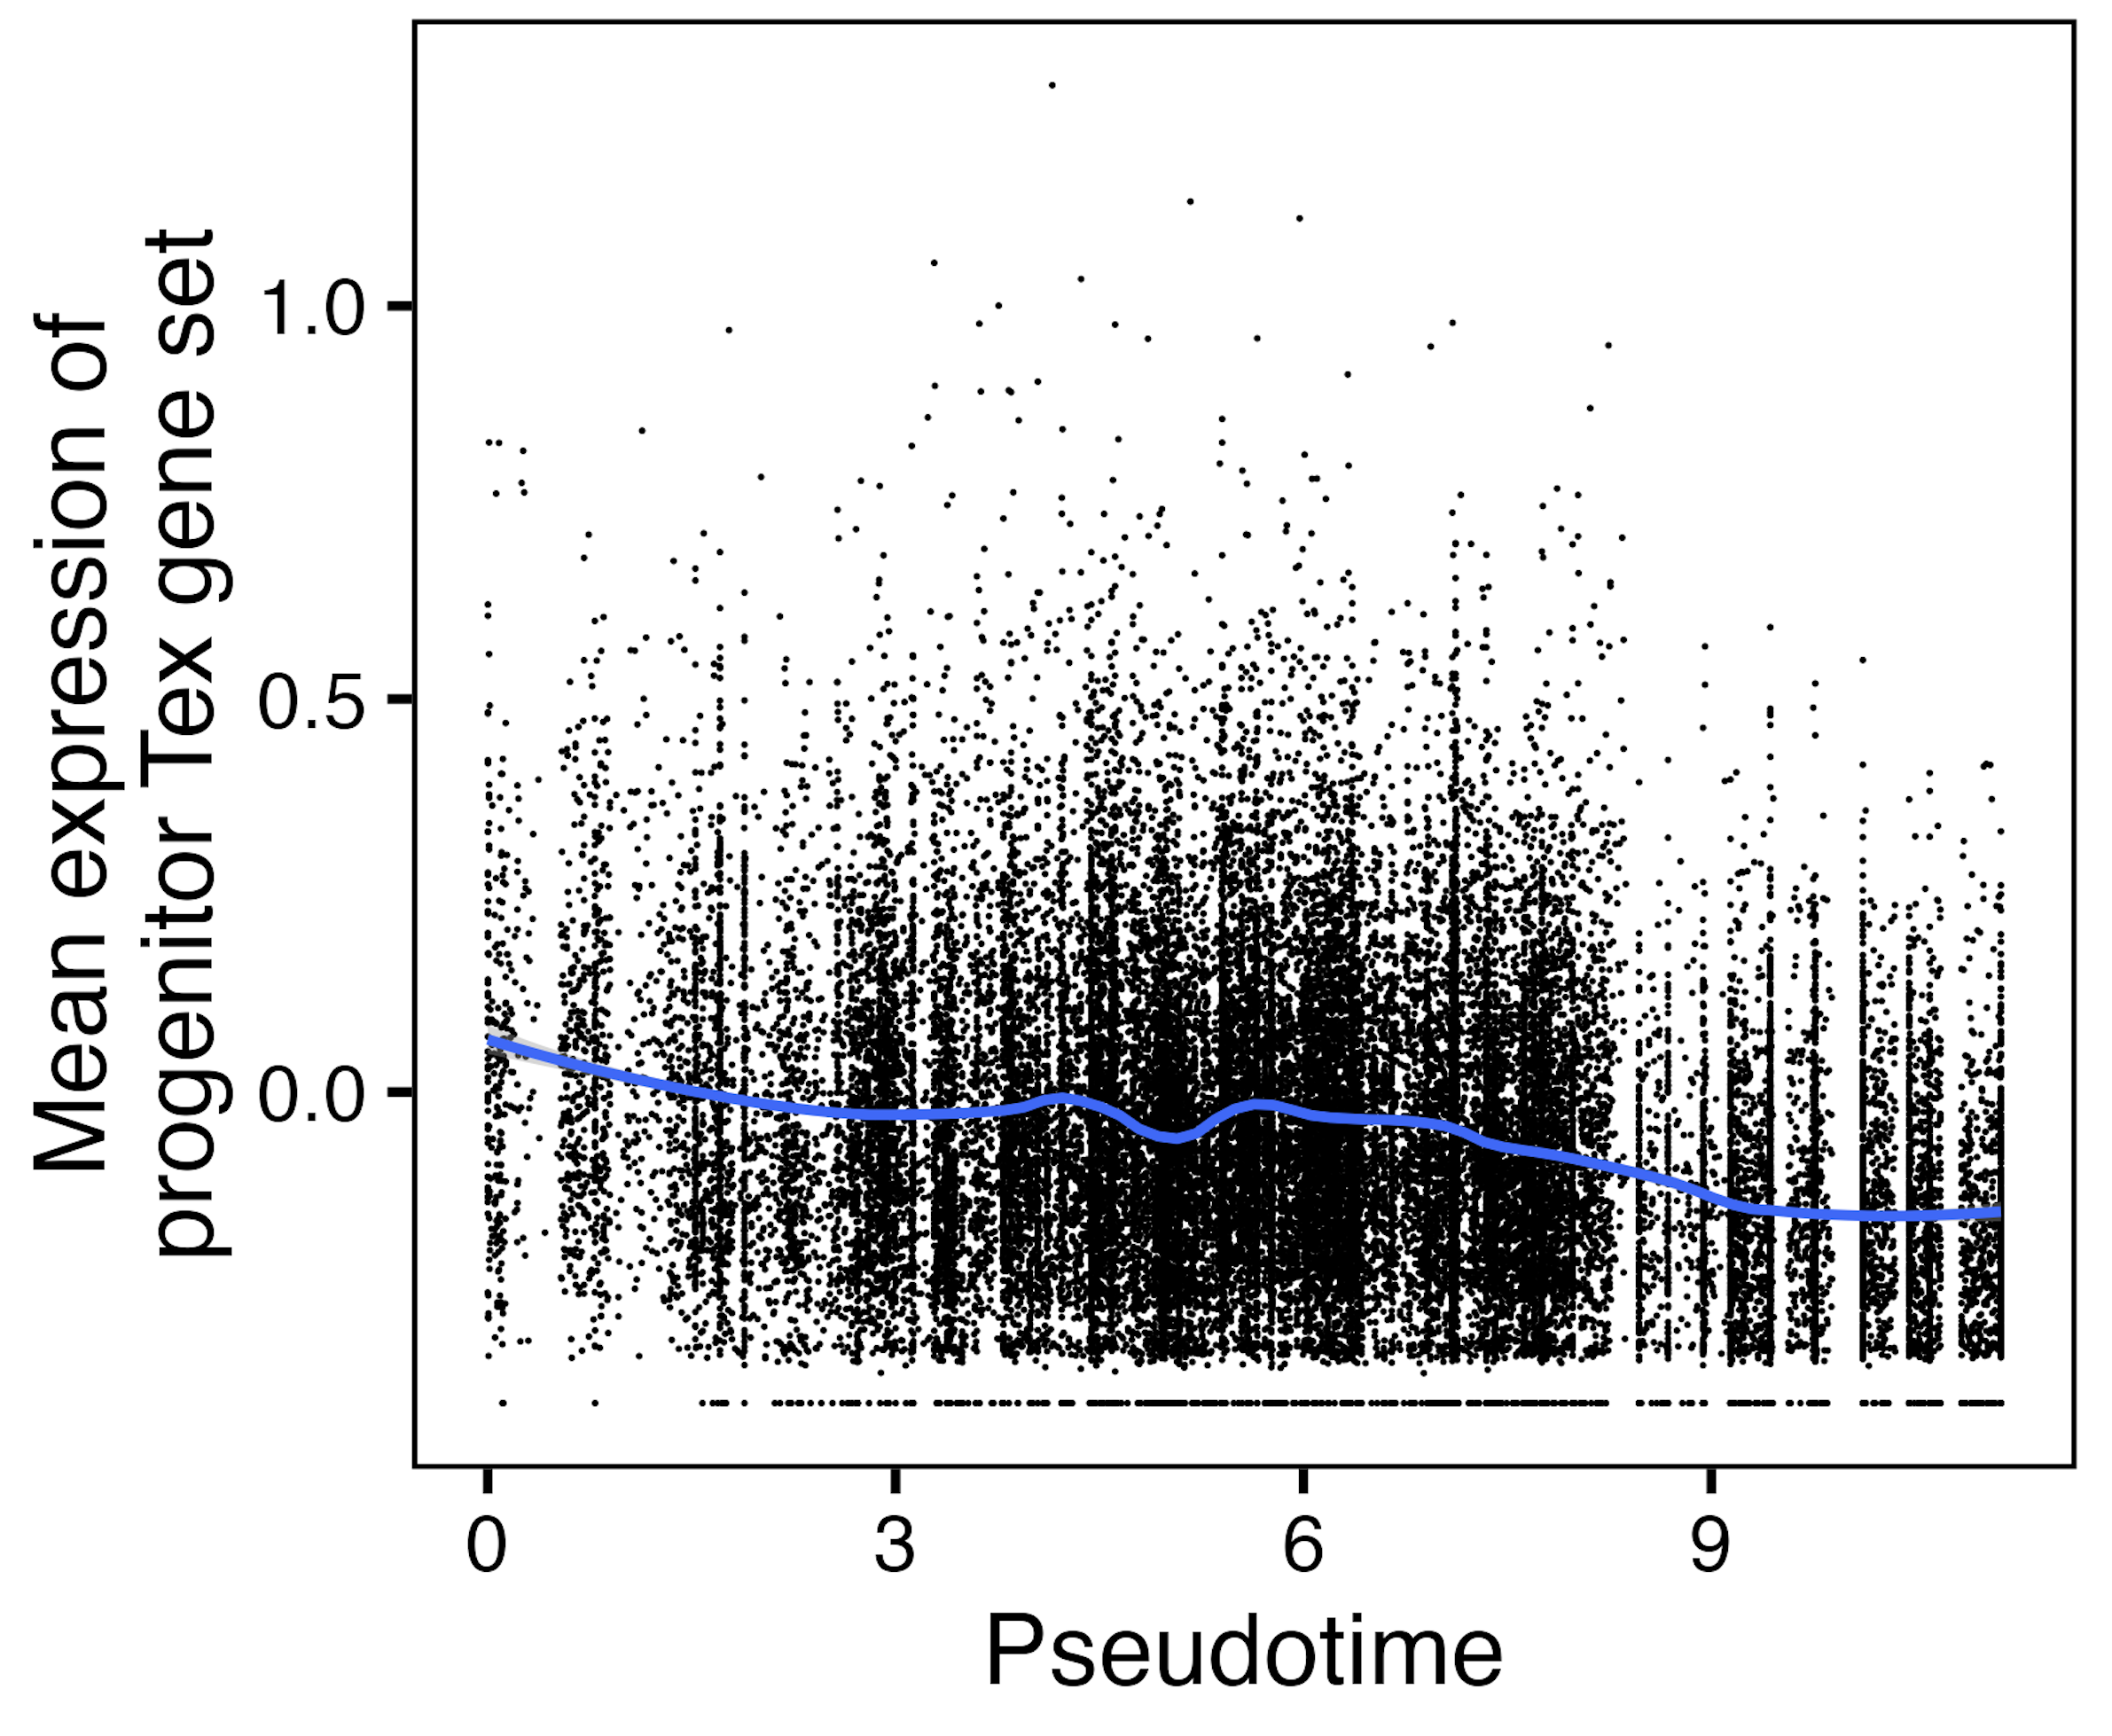 Mean expression of
progenitor Tex gene set
1.0
0.5
0.0
0
3
6
9
Pseudotime